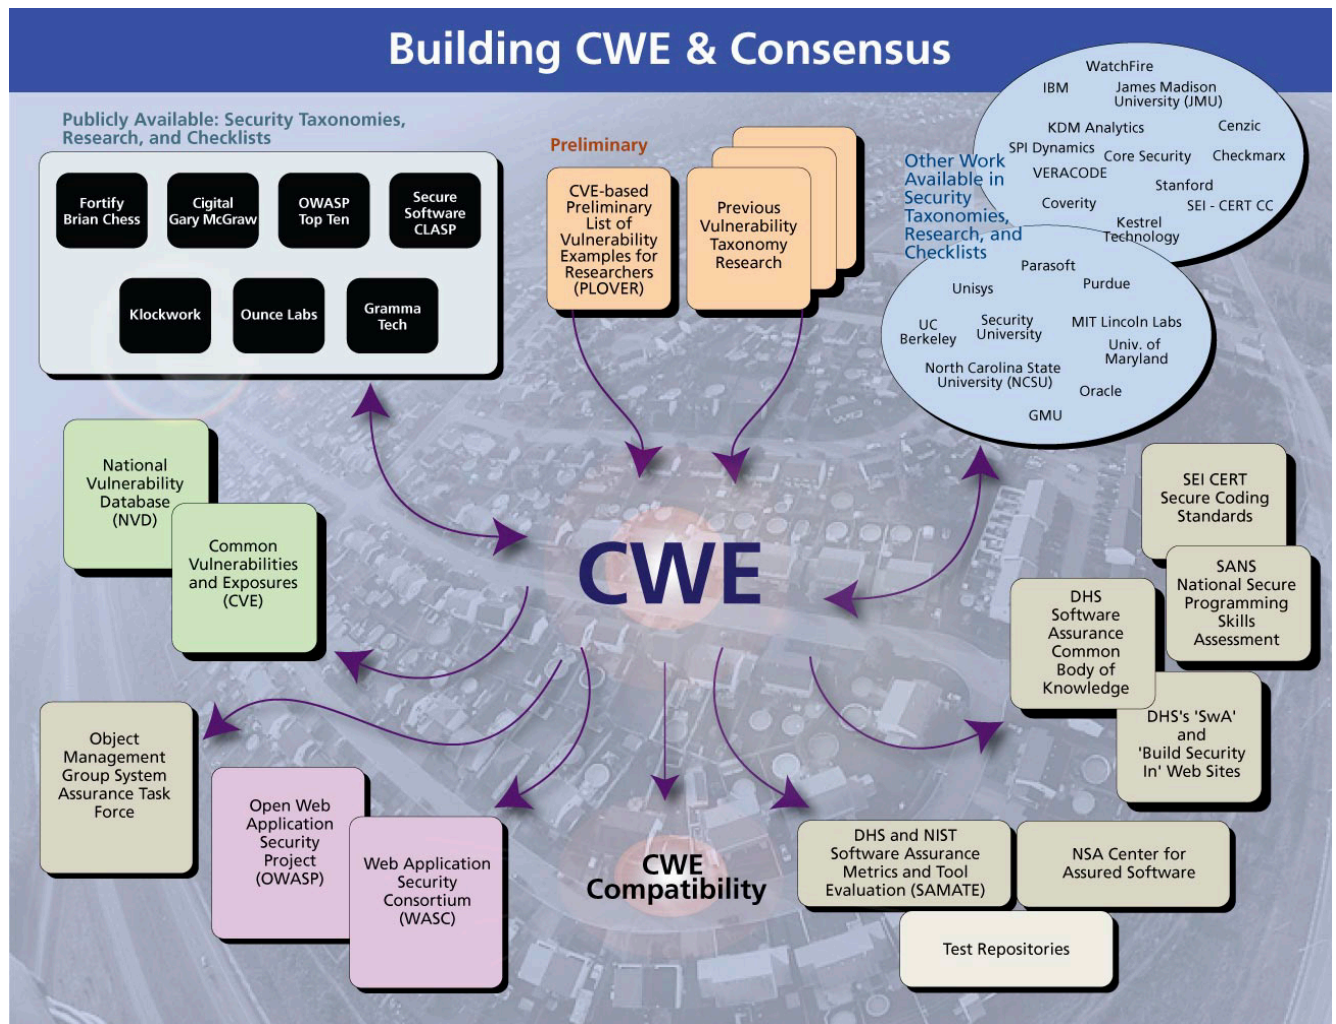 Building CWE & Consensus
Publicly Available: Security Taxonomies,
Research, and Checklists
Fortify
Brian Chess
Cigital
Gary McGraw
OWASP
Top Ten
Secure
Software
CLASP
Klockwork
Ounce Labs
Gramma
Tech
Preliminary
CVE-based
Preliminary
List of
Vulnerability
Examples for
Researchers
(PLOVER)
Previous
Vulnerability
Taxonomy
Research
Other Work
Available in
Security
Taxonomies,
Research, and
Checklists
WatchFire
IBM
James Madison
University (JMU)
KDM Analytics
Cenzic
SPI Dynamics
Core Security
Checkmarx
VERACODE
Stanford
Coverity
SEI - CERT CC
Kestrel
Technology
Parasoft
Unisys
Purdue
UC
Berkeley
Security
University
MIT Lincoln Labs
Univ. of
Maryland
North Carolina State
University (NCSU)
Oracle
GMU
National
Vulnerability
Database
(NVD)
Common
Vulnerabilities
and Exposures
(CVE)
CWE
SEI CERT
Secure Coding
Standards
SANS
National Secure
Programming
Skills
Assessment
DHS
Software
Assurance
Common
Body of
Knowledge
DHS's 'SwA'
and
'Build Security
In' Web Sites
Object
Management
Group System
Assurance Task
Force
Open Web
Application
Security
Project
(OWASP)
Web Application
Security
Consortium
(WASC)
CWE
Compatibility
DHS and NIST
Software Assurance
Metrics and Tool
Evaluation (SAMATE)
NSA Center for
Assured Software
Test Repositories